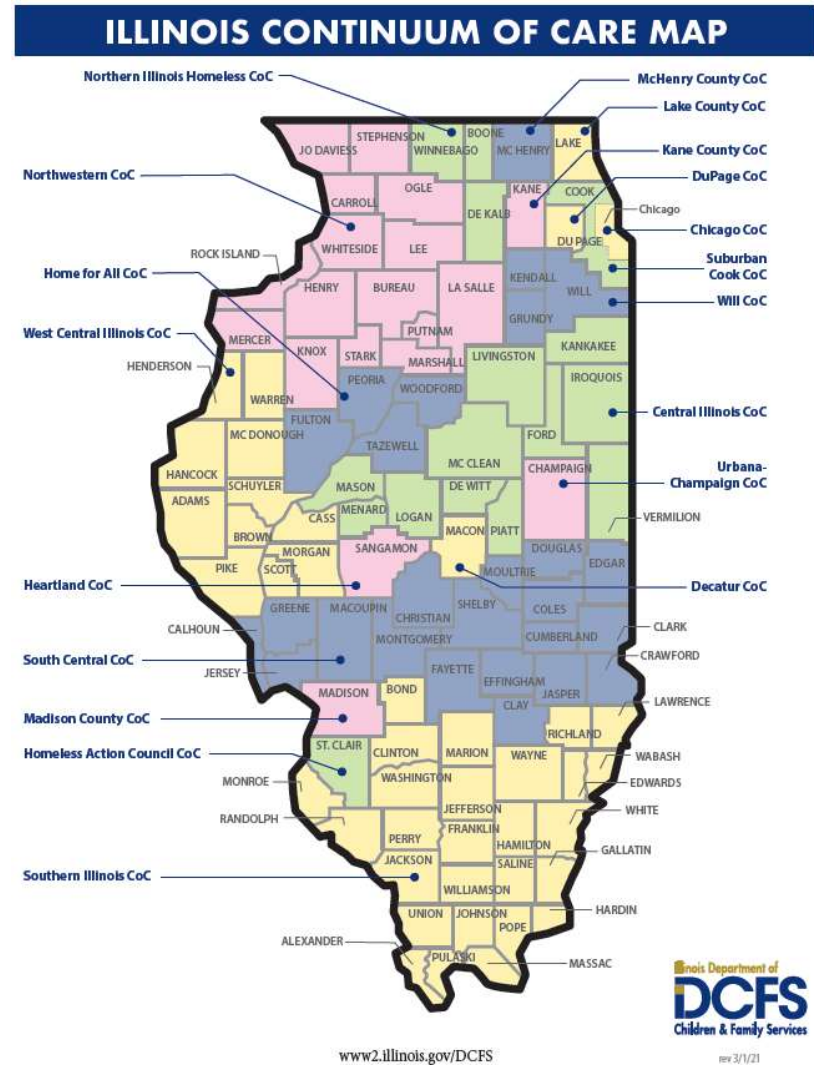 ILLINOIS CONTINUUM OF CARE MAP
Northern Illinois Homeless CoC
McHenry County CoC
Lake County CoC
Kane County CoC
DuPage CoC
Chicago
Chicago CoC
Suburban
Cook CoC
Will CoC
Northwestern CoC
Home for All CoC
West Central Illinois CoC
Central Illinois CoC
Urbana-
Champaign CoC
Heartland CoC
Decatur CoC
South Central CoC
Madison County CoC
Homeless Action Council CoC
Southern Illinois CoC
JO DAVIESS
STEPHENSON
WINNEBAGO
BOONE
MC HENRY
LAKE
CARROLL
OGLE
DE KALB
KANE
COOK
DU PAGE
ROCK ISLAND
WHITESIDE
LEE
KENDALL
WILL
HENRY
BUREAU
LA SALLE
GRUNDY
MERCER
PUTNAM
KANKAKEE
KNOX
STARK
MARSHALL
LIVINGSTON
HENDERSON
WARREN
PEORIA
WOODFORD
IROQUOIS
FULTON
MC DONOUGH
TAZEWELL
FORD
HANCOCK
SCHUYLER
MASON
MC CLEAN
CHAMPAIGN
ADAMS
CASS
MENARD
LOGAN
DE WITT
PIATT
VERMILION
BROWN
MACON
PIKE
SCOTT
MORGAN
SANGAMON
DOUGLAS
EDGAR
MOULTRIE
GREENE
MACOUPIN
CHRISTIAN
SHELBY
COLES
CALHOUN
MONTGOMERY
CUMBERLAND
CLARK
JERSEY
FAYETTE
EFFINGHAM
JASPER
CRAWFORD
MADISON
BOND
CLAY
RICHLAND
LAWRENCE
ST. CLAIR
CLINTON
MARION
WAYNE
WABASH
MONROE
WASHINGTON
EDWARDS
RANDOLPH
JEFFERSON
WHITE
PERRY
FRANKLIN
HAMILTON
GALLATIN
JACKSON
SALINE
WILLIAMSON
UNION
JOHNSON
POPE
HARDIN
ALEXANDER
PULASKI
MASSAC
Illinois Department of
DCFS
Children & Family Services
www2.illinois.gov/DCFS
rev 3/1/21